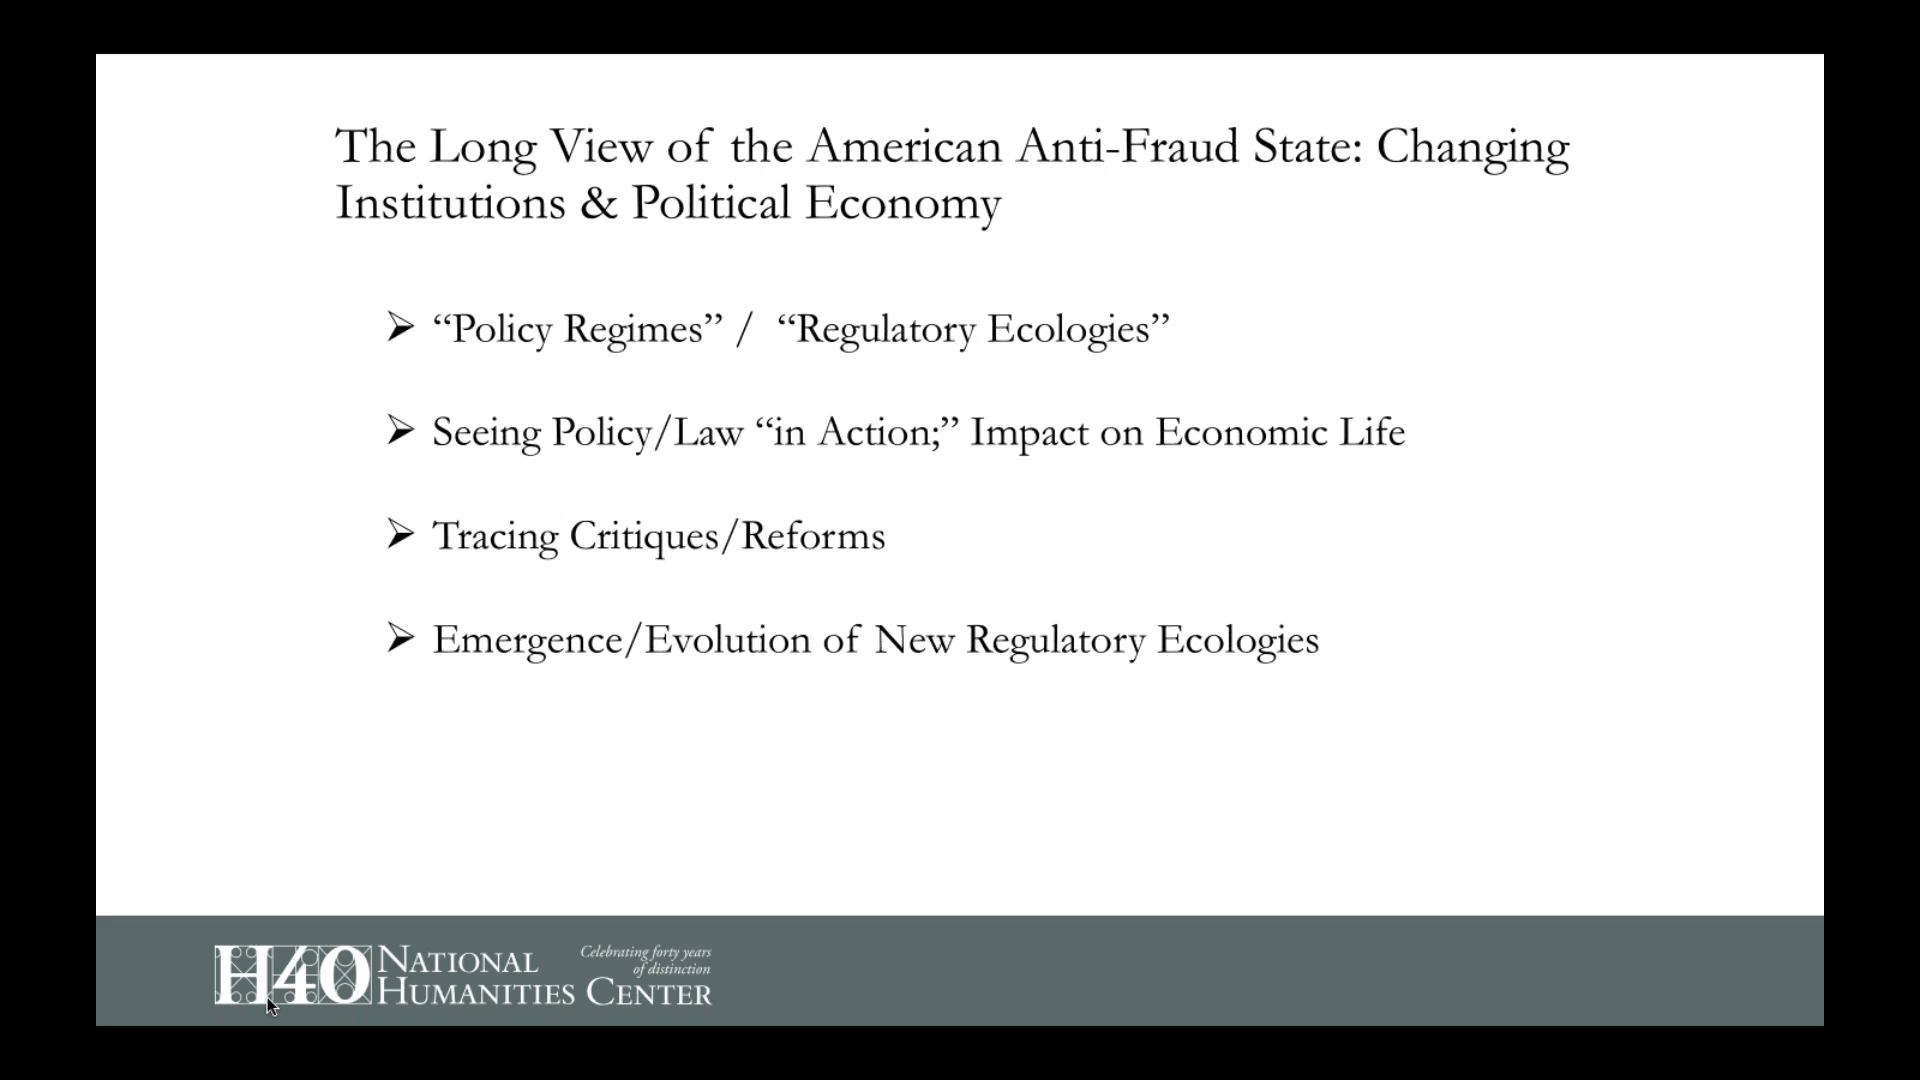 The Long View of the American Anti-Fraud State: Changing
Institutions & Political Economy
“Policy Regimes” / “Regulatory Ecologies”
Seeing Policy/Law “in Action;” Impact on Economic Life
Tracing Critiques/Reforms
Emergence/Evolution of New Regulatory Ecologies
H40 NATIONAL HUMANITIES CENTER
Celebrating forty years
of distinction